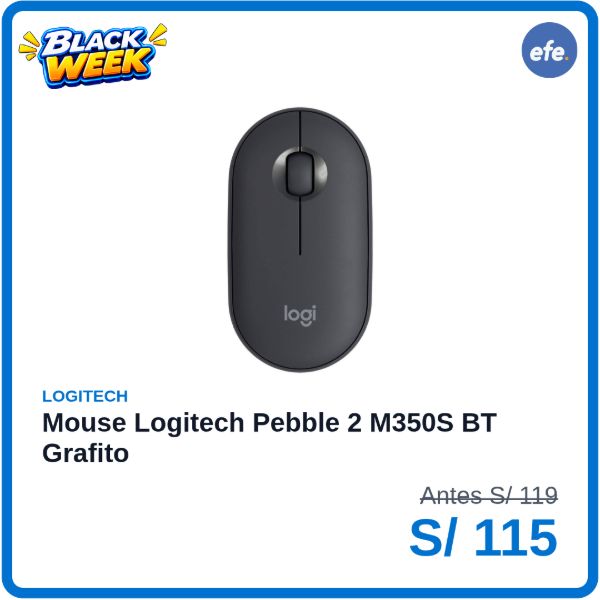 BLACK
WEEK
efe.
logi
LOGITECH
Mouse Logitech Pebble 2 M350S BT
Grafito
Antes S/ 119
S/ 115